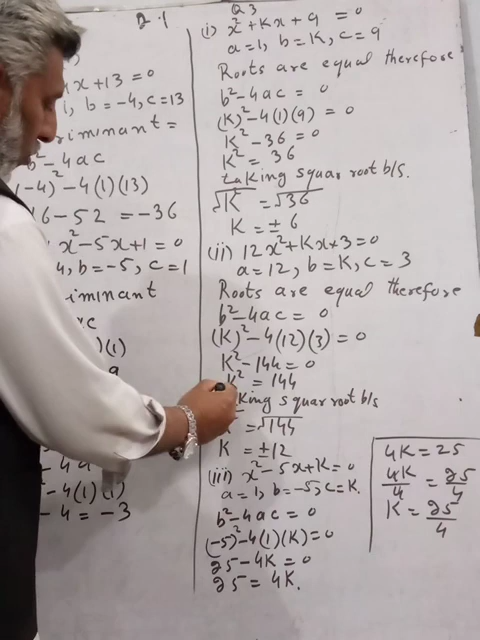 2.1
x + 13 = 0
, b = -4, c = 13
riminant =
b² - 4ac
-4)² - 4(1)(13)
16 - 52 = -36
x² - 5x + 1 = 0
, b = -5, c = 1
iminant
)(1)
- 4(1)(1)
- 4 = -3
Q3
(i) x² + Kx + 9 = 0
a = 1, b = K, c = 9
Roots are equal therefore
b² - 4ac = 0
(K)² - 4(1)(9) = 0
K² - 36 = 0
K² = 36
taking squar root b/s.
√K² = √36
K = ± 6
(ii) 12x² + Kx + 3 = 0
a = 12, b = K, c = 3
Roots are equal therefore
b² - 4ac = 0
(K)² - 4(12)(3) = 0
K² - 144 = 0
K² = 144
king squar root b/s
= √144
K = ± 12
(iii) x² - 5x + K = 0
a = 1, b = -5, c = K.
b² - 4ac = 0
(-5)² - 4(1)(K) = 0
25 - 4K = 0
25 = 4K.
4K = 25
4K/4 = 25/4
K = 25/4